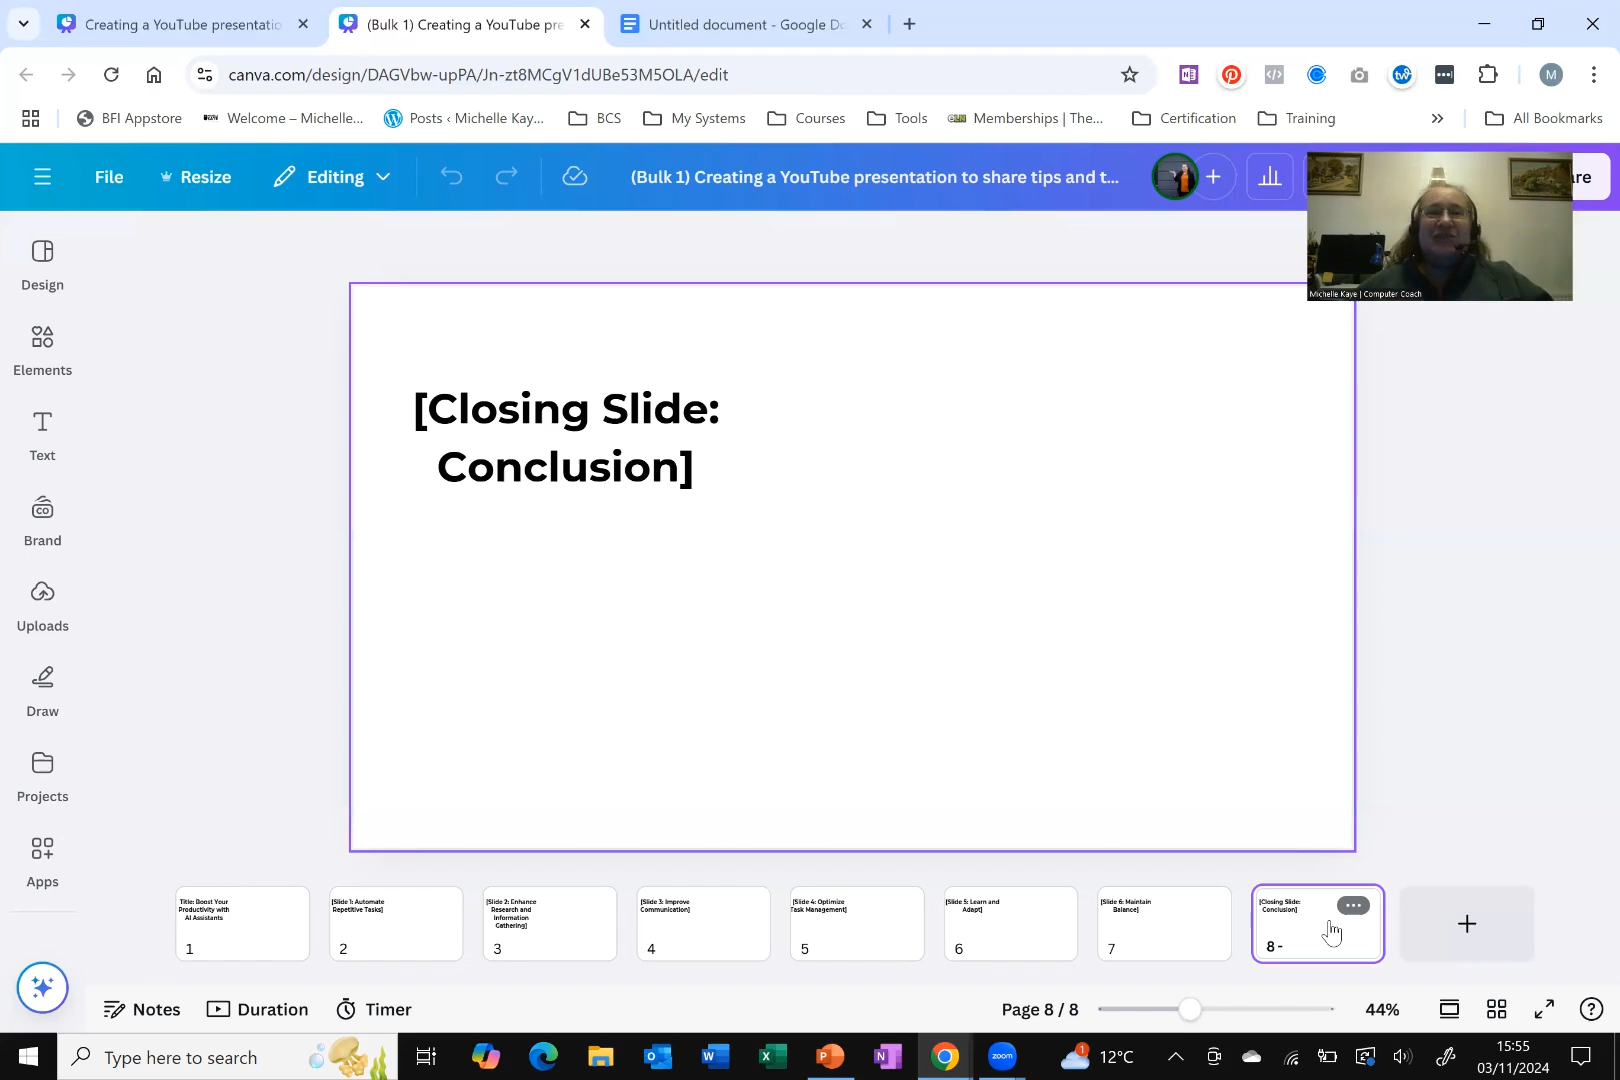 Creating a YouTube presentatio
(Bulk 1) Creating a YouTube pre
Untitled document - Google Do
canva.com/design/DAGVbw-upPA/Jn-zt8MCgV1dUBe53M5OLA/edit
M
BFI Appstore
Welcome – Michelle...
Posts ‹ Michelle Kay...
BCS
My Systems
Courses
Tools
Memberships | The...
Certification
Training
All Bookmarks
File
Resize
Editing
(Bulk 1) Creating a YouTube presentation to share tips and t...
re
Michelle Kaye | Computer Coach
Design
Elements
Text
Brand
Uploads
Draw
Projects
Apps
[Closing Slide:
Conclusion]
Title: Boost Your
Productivity with
AI Assistants
1
[Slide 1: Automate
Repetitive Tasks]
2
[Slide 2: Enhance
Research and
Information
Gathering]
3
[Slide 3: Improve
Communication]
4
[Slide 4: Optimize
Task Management]
5
[Slide 5: Learn and
Adapt]
6
[Slide 6: Maintain
Balance]
7
[Closing Slide:
Conclusion]
8 -
Notes
Duration
Timer
Page 8 / 8
44%
Type here to search
zoom
1
12°C
15:55
03/11/2024